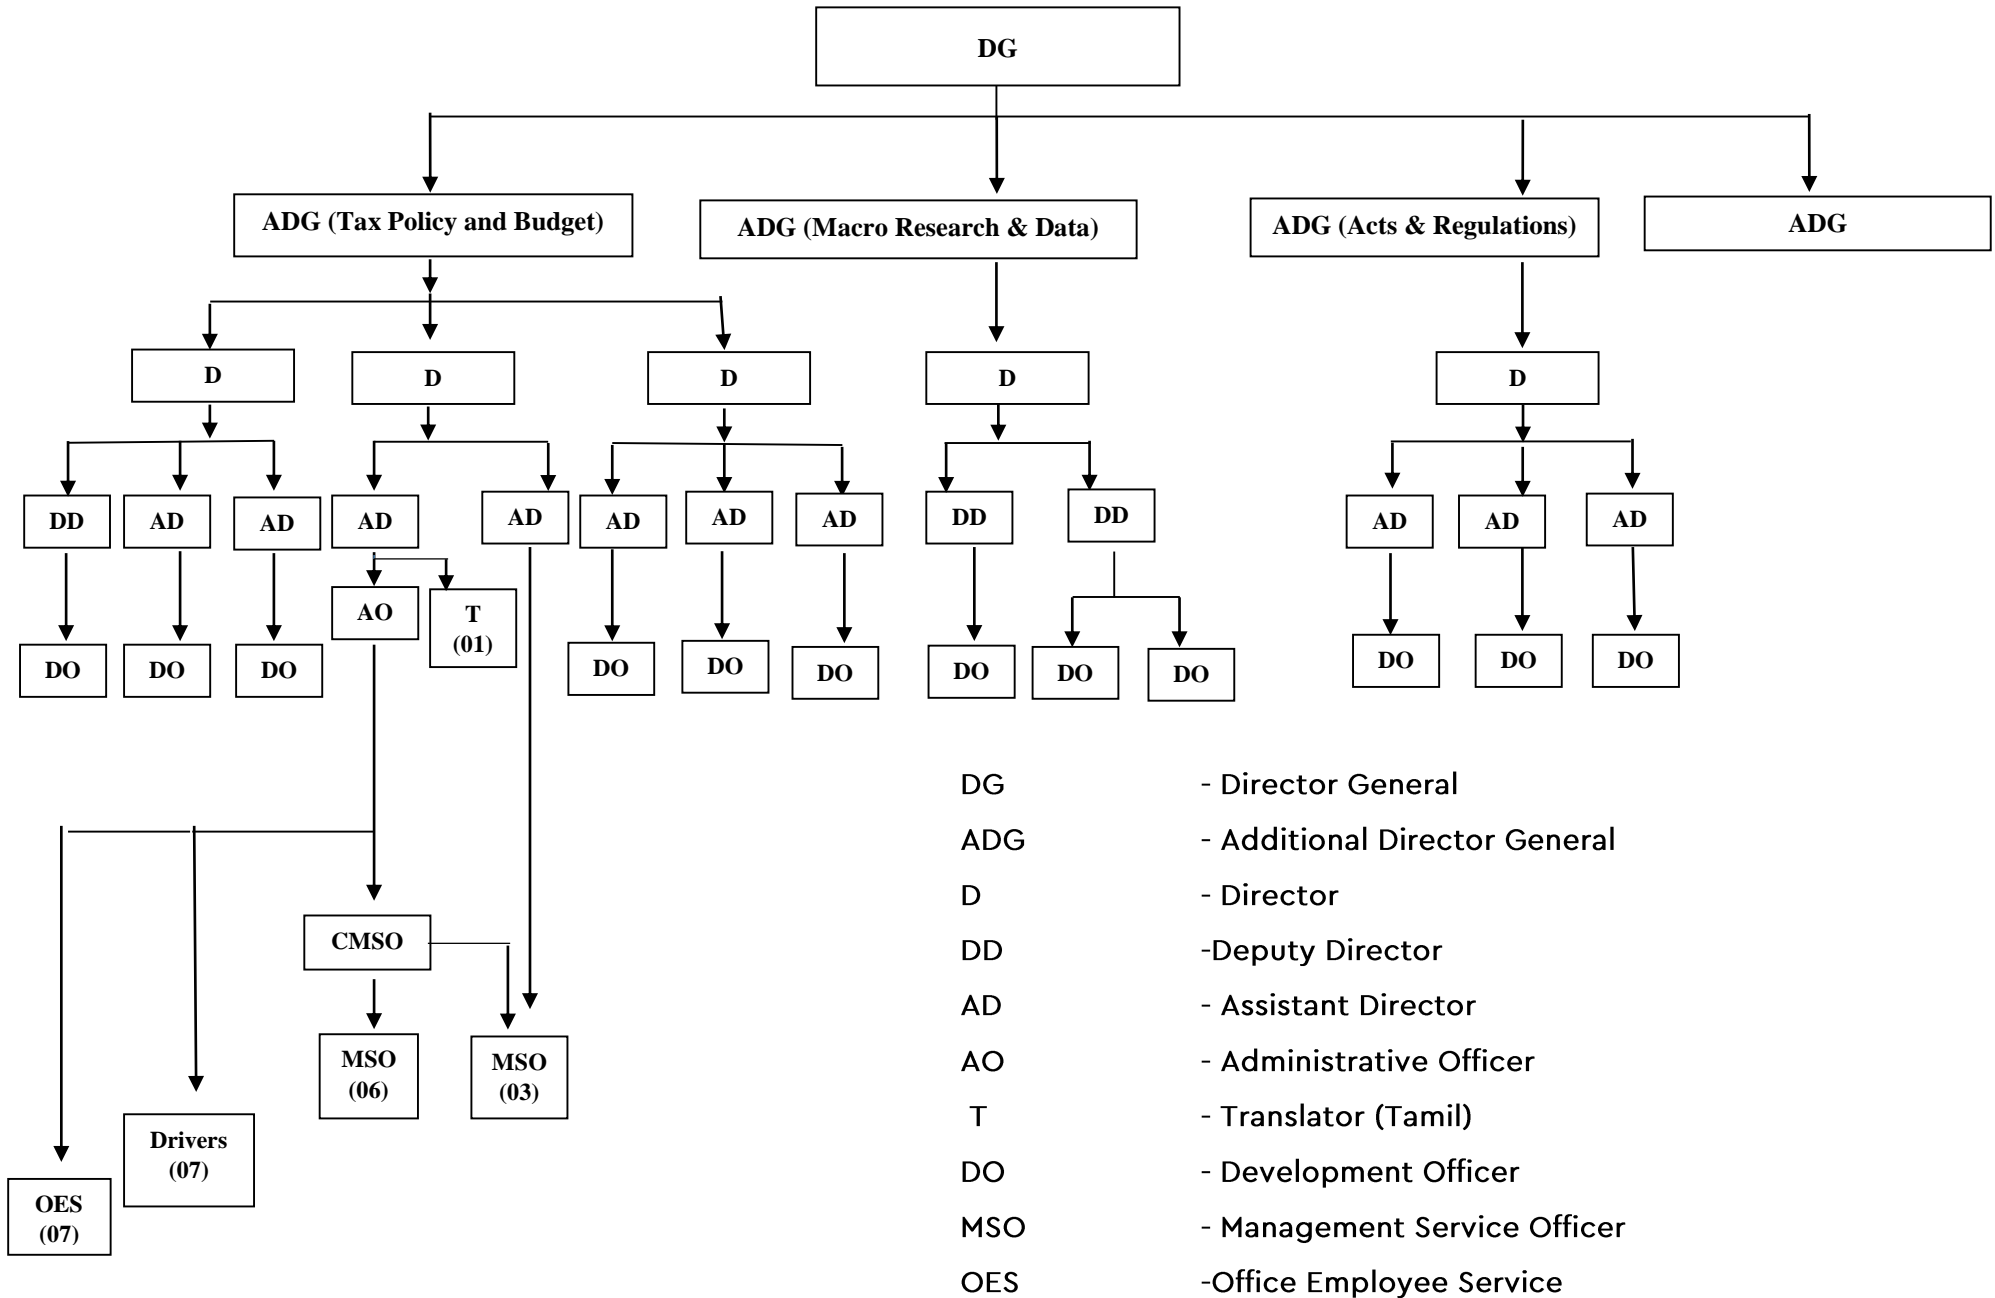 DG
ADG (Tax Policy and Budget)
ADG (Macro Research & Data)
ADG (Acts & Regulations)
ADG
D
D
D
D
D
DD
AD
AD
AD
AD
AD
AD
AD
DD
DD
AD
AD
AD
AO
T
(01)
DO
DO
DO
DO
DO
DO
DO
DO
DO
DO
DO
DO
CMSO
MSO
(06)
MSO
(03)
Drivers
(07)
OES
(07)
DG - Director General
ADG - Additional Director General
D - Director
DD -Deputy Director
AD - Assistant Director
AO - Administrative Officer
T - Translator (Tamil)
DO - Development Officer
MSO - Management Service Officer
OES -Office Employee Service